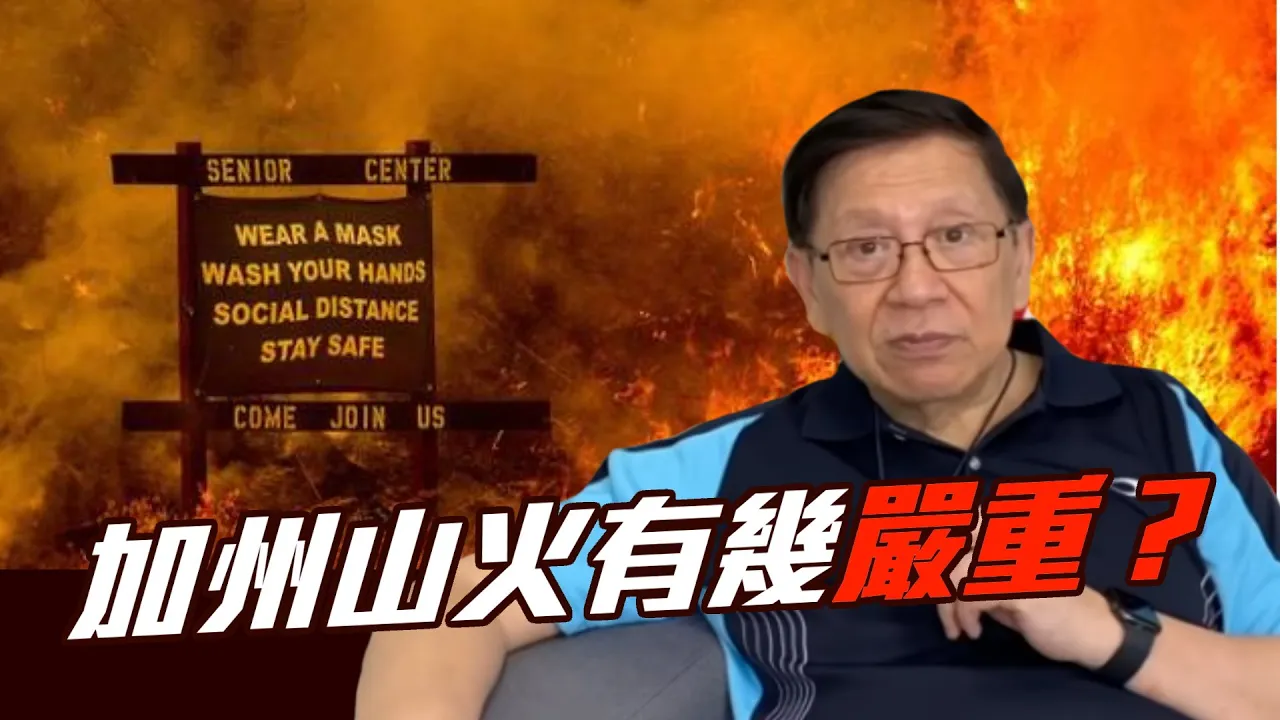 SENIOR CENTER
WEAR A MASK
WASH YOUR HANDS
SOCIAL DISTANCE
STAY SAFE
COME JOIN US
加州山火有幾嚴重？